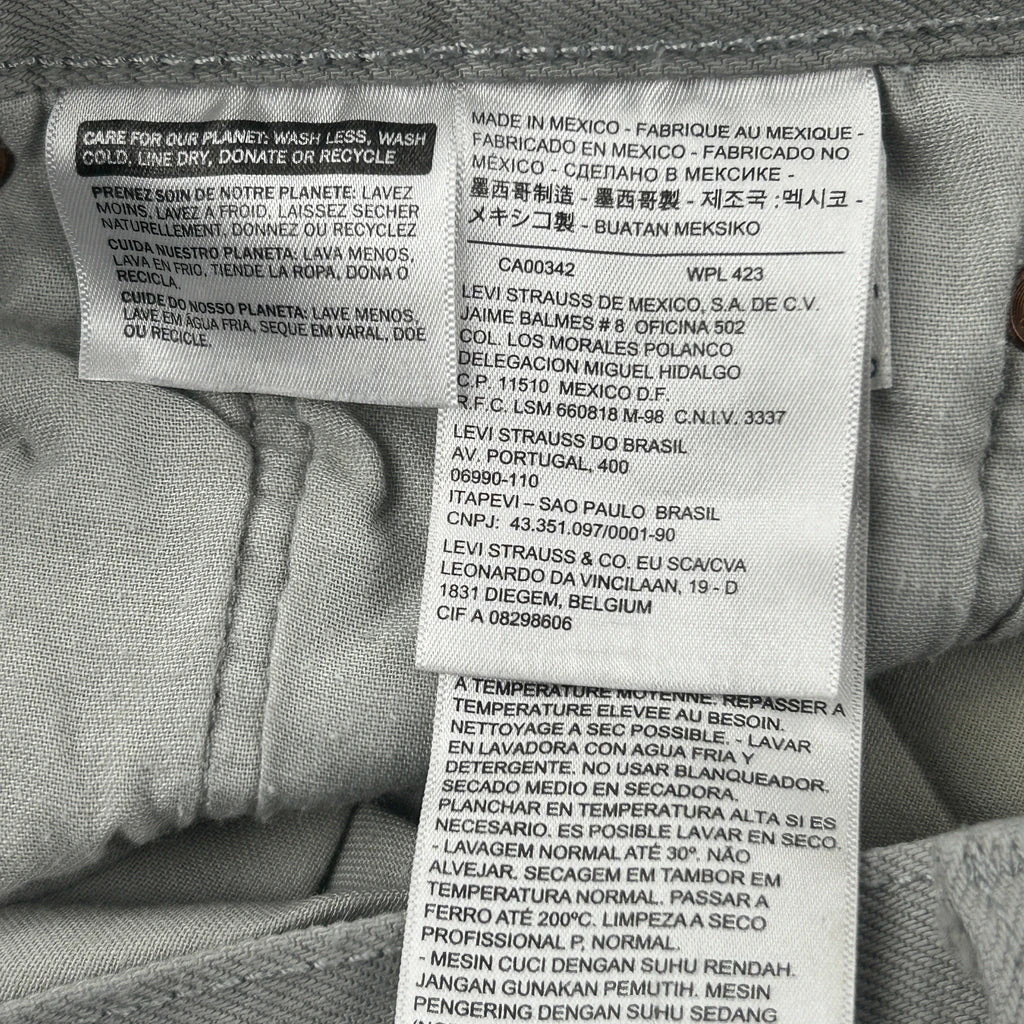 CARE FOR OUR PLANET: WASH LESS, WASH
COLD, LINE DRY, DONATE OR RECYCLE
PRENEZ SOIN DE NOTRE PLANETE: LAVEZ
MOINS, LAVEZ A FROID, LAISSEZ SECHER
NATURELLEMENT, DONNEZ OU RECYCLEZ
CUIDA NUESTRO PLANETA: LAVA MENOS,
LAVA EN FRIO, TIENDE LA ROPA, DONA O
RECICLA.
CUIDE DO NOSSO PLANETA: LAVE MENOS,
LAVE EM AGUA FRIA, SEQUE EM VARAL, DOE
OU RECICLE.
MADE IN MEXICO - FABRIQUE AU MEXIQUE -
FABRICADO EN MEXICO - FABRICADO NO
MÉXICO - СДЕЛАНО В МЕКСИКЕ -
墨西哥制造 - 墨西哥製 - 제조국 :멕시코 -
メキシコ製 - BUATAN MEKSIKO
CA00342 WPL 423
LEVI STRAUSS DE MEXICO, S.A. DE C.V.
JAIME BALMES # 8 OFICINA 502
COL. LOS MORALES POLANCO
DELEGACION MIGUEL HIDALGO
C.P. 11510 MEXICO D.F.
R.F.C. LSM 660818 M-98 C.N.I.V. 3337
LEVI STRAUSS DO BRASIL
AV. PORTUGAL, 400
06990-110
ITAPEVI – SAO PAULO BRASIL
CNPJ: 43.351.097/0001-90
LEVI STRAUSS & CO. EU SCA/CVA
LEONARDO DA VINCILAAN, 19 - D
1831 DIEGEM, BELGIUM
CIF A 08298606
A TEMPERATURE MOYENNE. REPASSER A
TEMPERATURE ELEVEE AU BESOIN.
NETTOYAGE A SEC POSSIBLE. - LAVAR
EN LAVADORA CON AGUA FRIA Y
DETERGENTE. NO USAR BLANQUEADOR.
SECADO MEDIO EN SECADORA.
PLANCHAR EN TEMPERATURA ALTA SI ES
NECESARIO. ES POSIBLE LAVAR EN SECO.
- LAVAGEM NORMAL ATÉ 30º. NÃO
ALVEJAR. SECAGEM EM TAMBOR EM
TEMPERATURA NORMAL. PASSAR A
FERRO ATÉ 200ºC. LIMPEZA A SECO
PROFISSIONAL P, NORMAL.
- MESIN CUCI DENGAN SUHU RENDAH.
JANGAN GUNAKAN PEMUTIH. MESIN
PENGERING DENGAN SUHU SEDANG